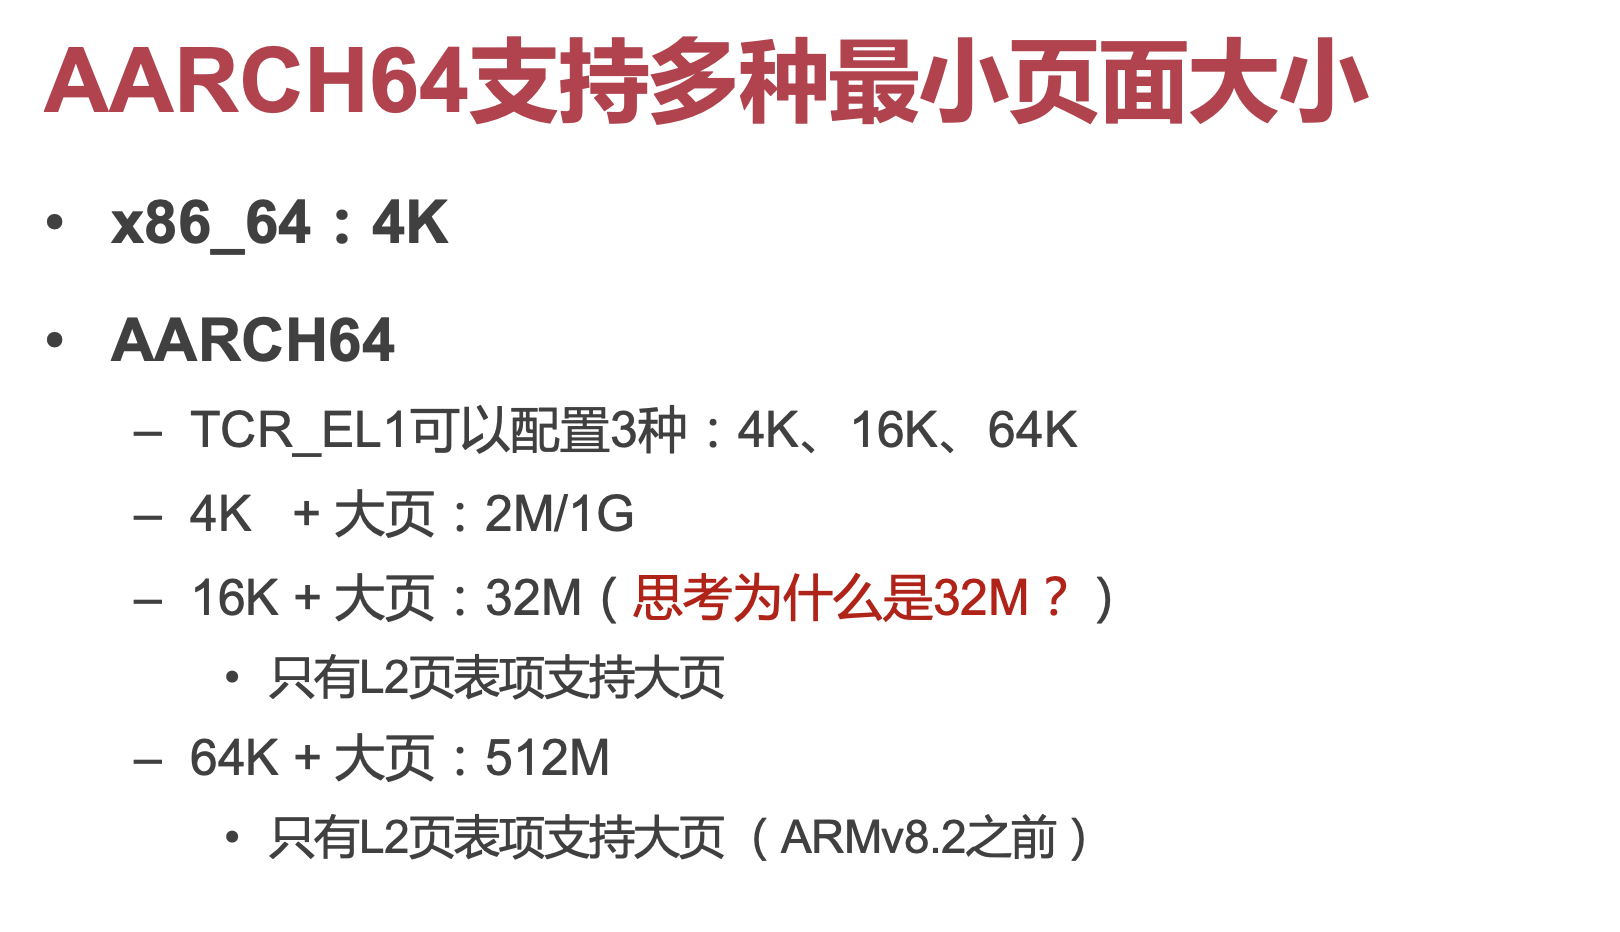 AARCH64支持多种最小页面大小
• x86_64：4K
• AARCH64
– TCR_EL1可以配置3种：4K、16K、64K
– 4K + 大页：2M/1G
– 16K + 大页：32M（思考为什么是32M？）
• 只有L2页表项支持大页
– 64K + 大页：512M
• 只有L2页表项支持大页（ARMv8.2之前）